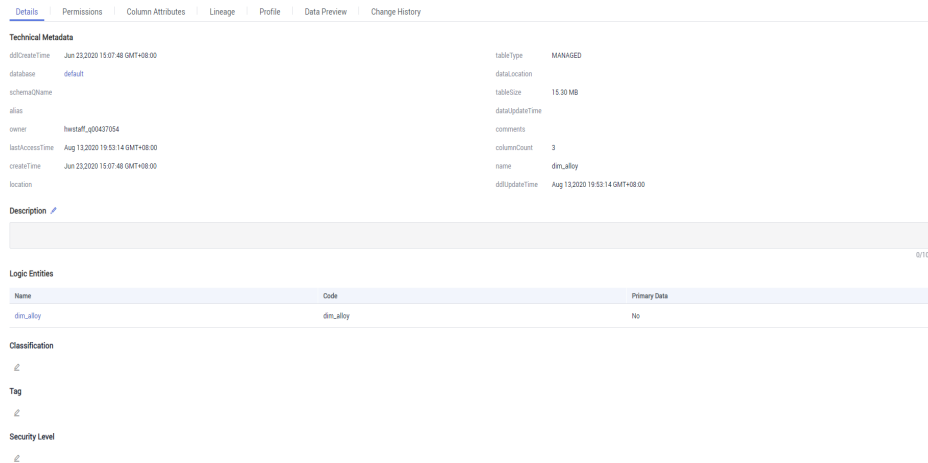 Details Permissions Column Attributes Lineage Profile Data Preview Change History
Technical Metadata
ddlCreateTime Jun 23,2020 15:07:48 GMT+08:00 tableType MANAGED
database default dataLocation
schemaQName tableSize 15.30 MB
alias dataUpdateTime
owner hwstaff_q00437054 comments
lastAccessTime Aug 13,2020 19:53:14 GMT+08:00 columnCount 3
createTime Jun 23,2020 15:07:48 GMT+08:00 name dim_alloy
location ddlUpdateTime Aug 13,2020 19:53:14 GMT+08:00
Description
0/10
Logic Entities
Name Code Primary Data
dim_alloy dim_alloy No
Classification
Tag
Security Level